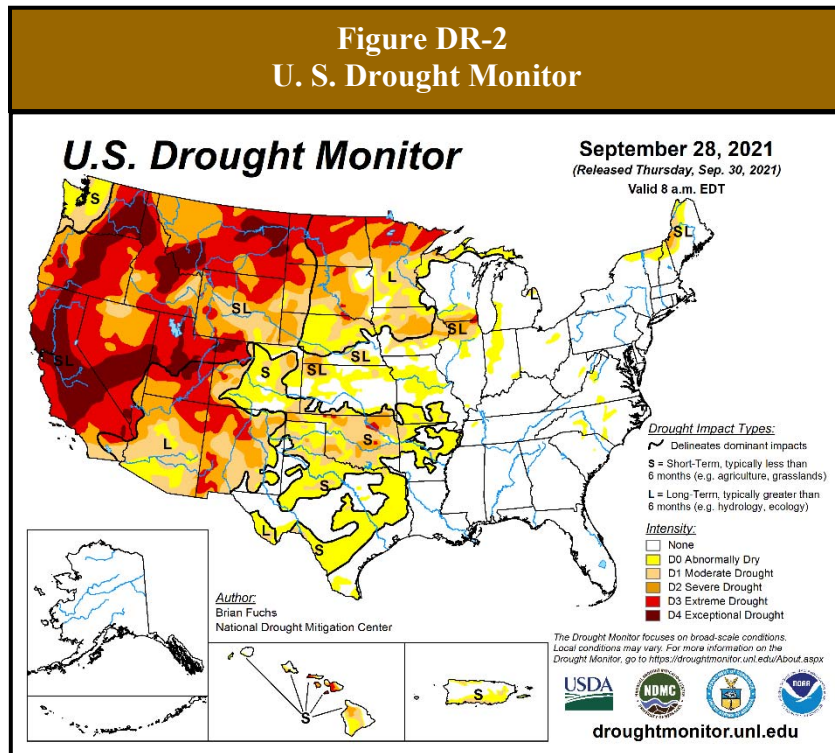 Figure DR-2
U. S. Drought Monitor
U.S. Drought Monitor
September 28, 2021
(Released Thursday, Sep. 30, 2021)
Valid 8 a.m. EDT
S
SL
L
L
SL
SL
SL
SL
SL
S
SL
L
S
S
L
S
Drought Impact Types:
Delineates dominant impacts
S = Short-Term, typically less than
6 months (e.g. agriculture, grasslands)
L = Long-Term, typically greater than
6 months (e.g. hydrology, ecology)
Intensity:
None
D0 Abnormally Dry
D1 Moderate Drought
D2 Severe Drought
D3 Extreme Drought
D4 Exceptional Drought
Author:
Brian Fuchs
National Drought Mitigation Center
S
S
The Drought Monitor focuses on broad-scale conditions.
Local conditions may vary. For more information on the
Drought Monitor, go to https://droughtmonitor.unl.edu/About.aspx
USDA
NDMC
NOAA
droughtmonitor.unl.edu